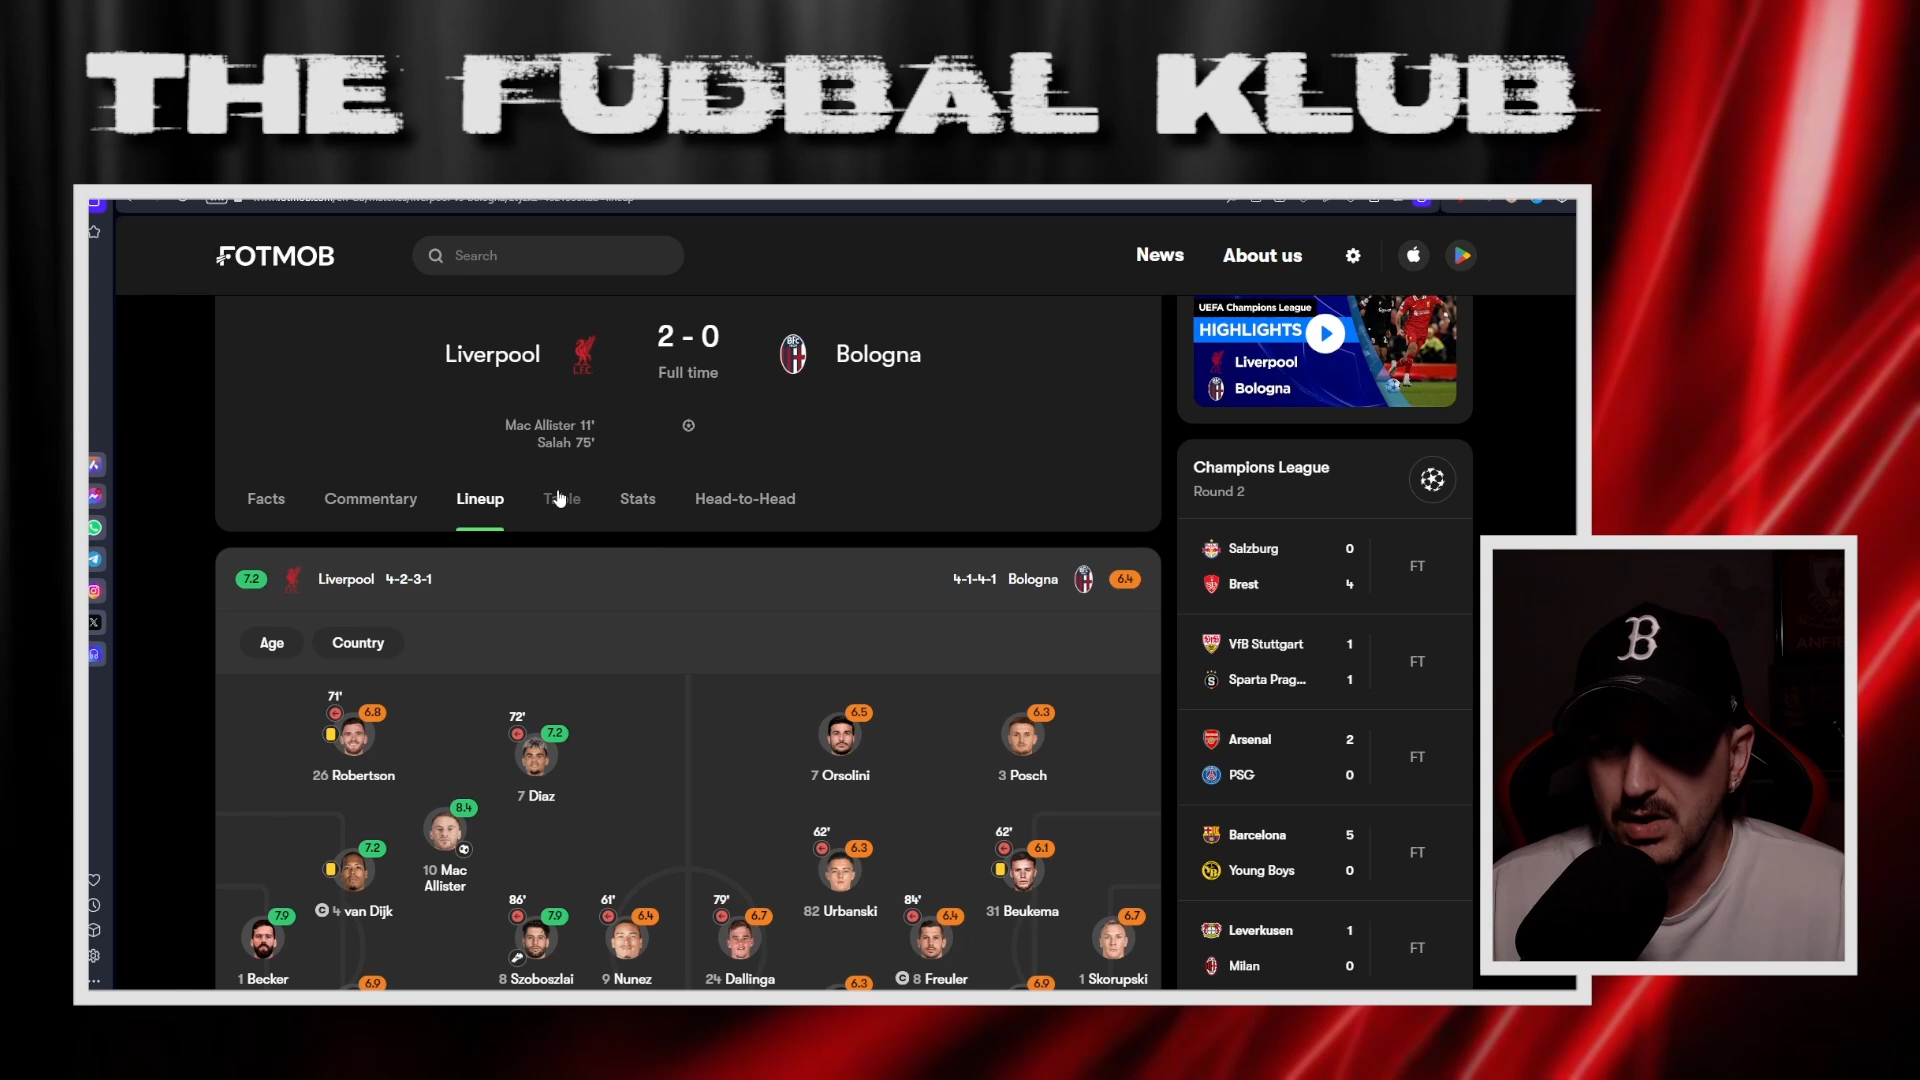 THE FUDBAL KLUB
FOTMOB
Search
News
About us
Liverpool
2 - 0
Full time
Bologna
Mac Allister 11'
Salah 75'
Facts
Commentary
Lineup
Table
Stats
Head-to-Head
7.2
Liverpool 4-2-3-1
4-1-4-1 Bologna
6.4
Age
Country
71'
6.8
26 Robertson
72'
7.2
7 Diaz
8.4
10 Mac
Allister
7.2
C 4 van Dijk
7.9
1 Becker
86'
7.9
8 Szoboszlai
61'
6.4
9 Nunez
6.9
6.5
7 Orsolini
6.3
3 Posch
62'
6.3
82 Urbanski
62'
6.1
31 Beukema
79'
6.7
24 Dallinga
84'
6.4
C 8 Freuler
6.7
1 Skorupski
6.3
6.9
UEFA Champions League
HIGHLIGHTS
Liverpool
Bologna
Champions League
Round 2
Salzburg 0
FT
Brest 4
VfB Stuttgart 1
FT
Sparta Prag... 1
Arsenal 2
FT
PSG 0
Barcelona 5
FT
Young Boys 0
Leverkusen 1
FT
Milan 0
B